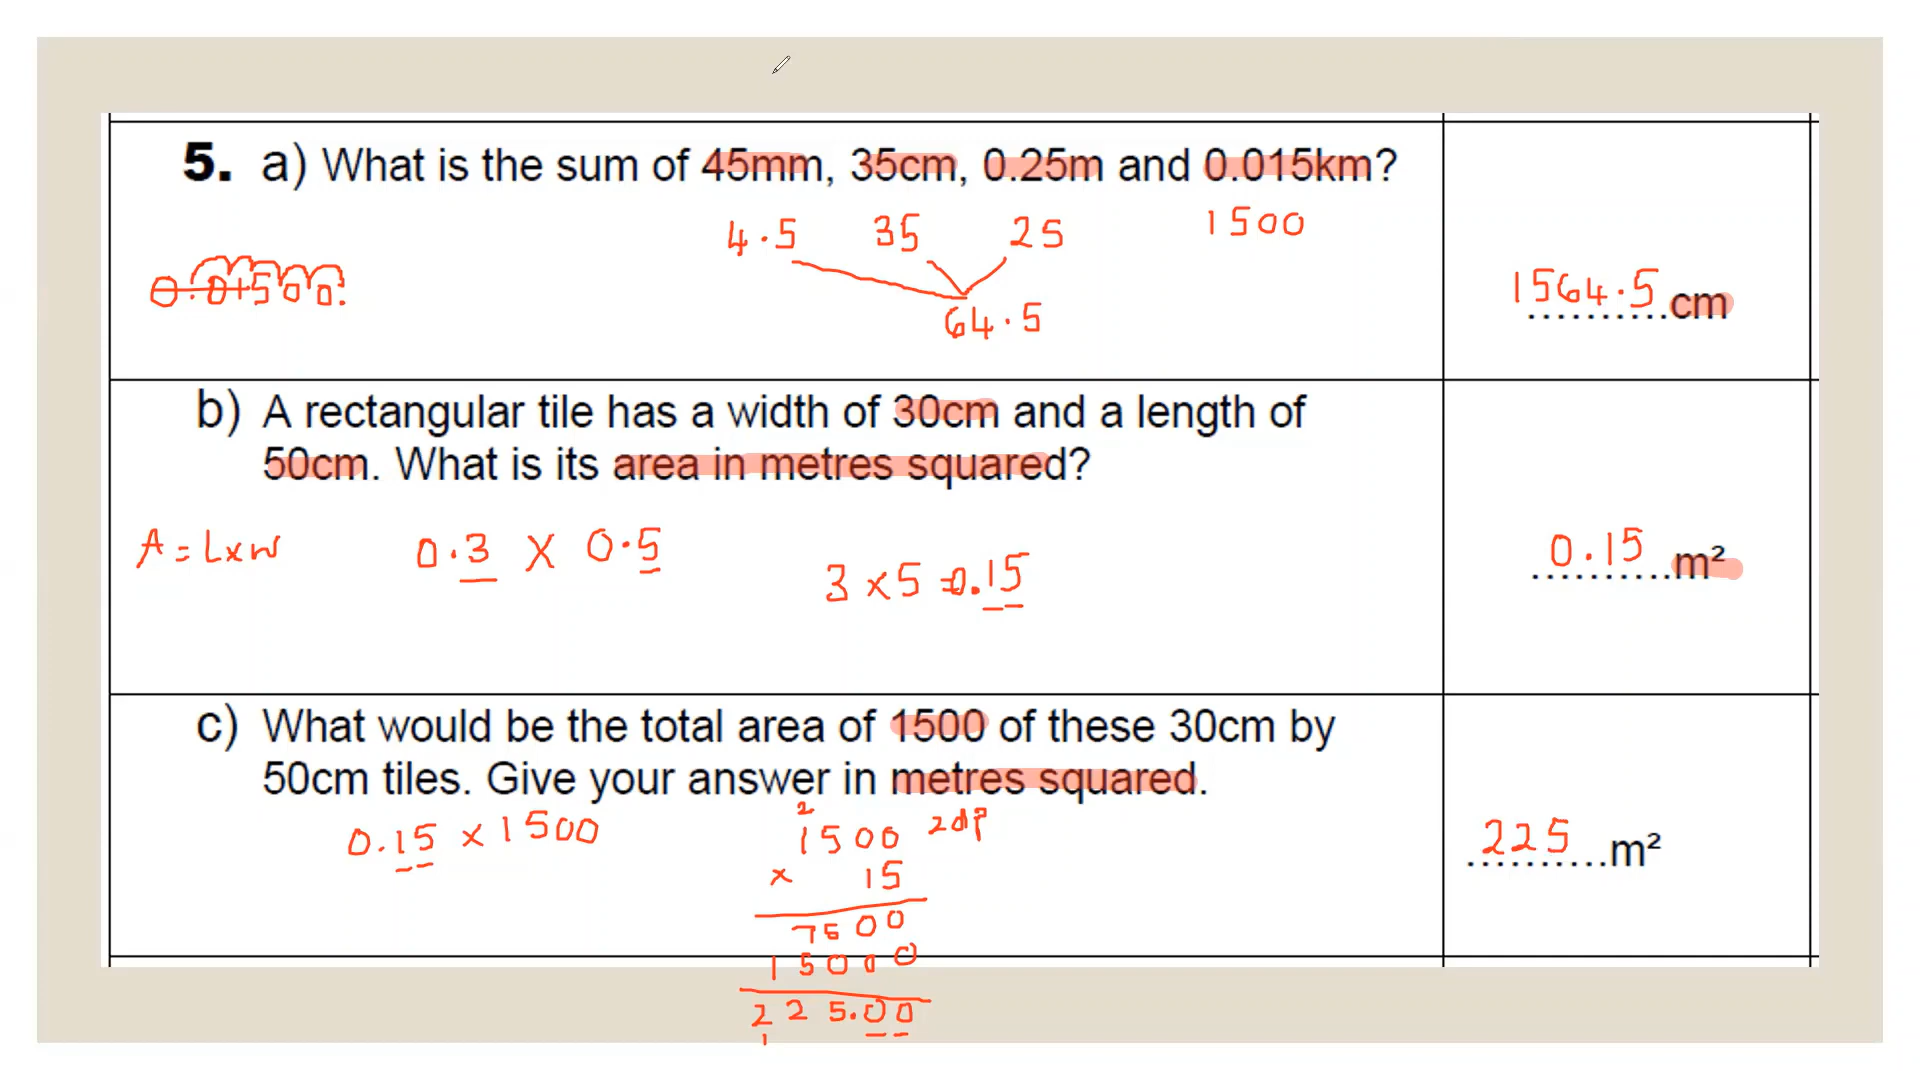 5. a) What is the sum of 45mm, 35cm, 0.25m and 0.015km?
4.5 35 25 1500
0.01500.
64.5
1564.5
..........cm
b) A rectangular tile has a width of 30cm and a length of
50cm. What is its area in metres squared?
A = L x w 0.3 x 0.5
3 x 5 = 0.15
0.15
..........m²
c) What would be the total area of 1500 of these 30cm by
50cm tiles. Give your answer in metres squared.
0.15 x 1500
2
1500 2dp
x 15
7500
15000
225.00
1
225
..........m²